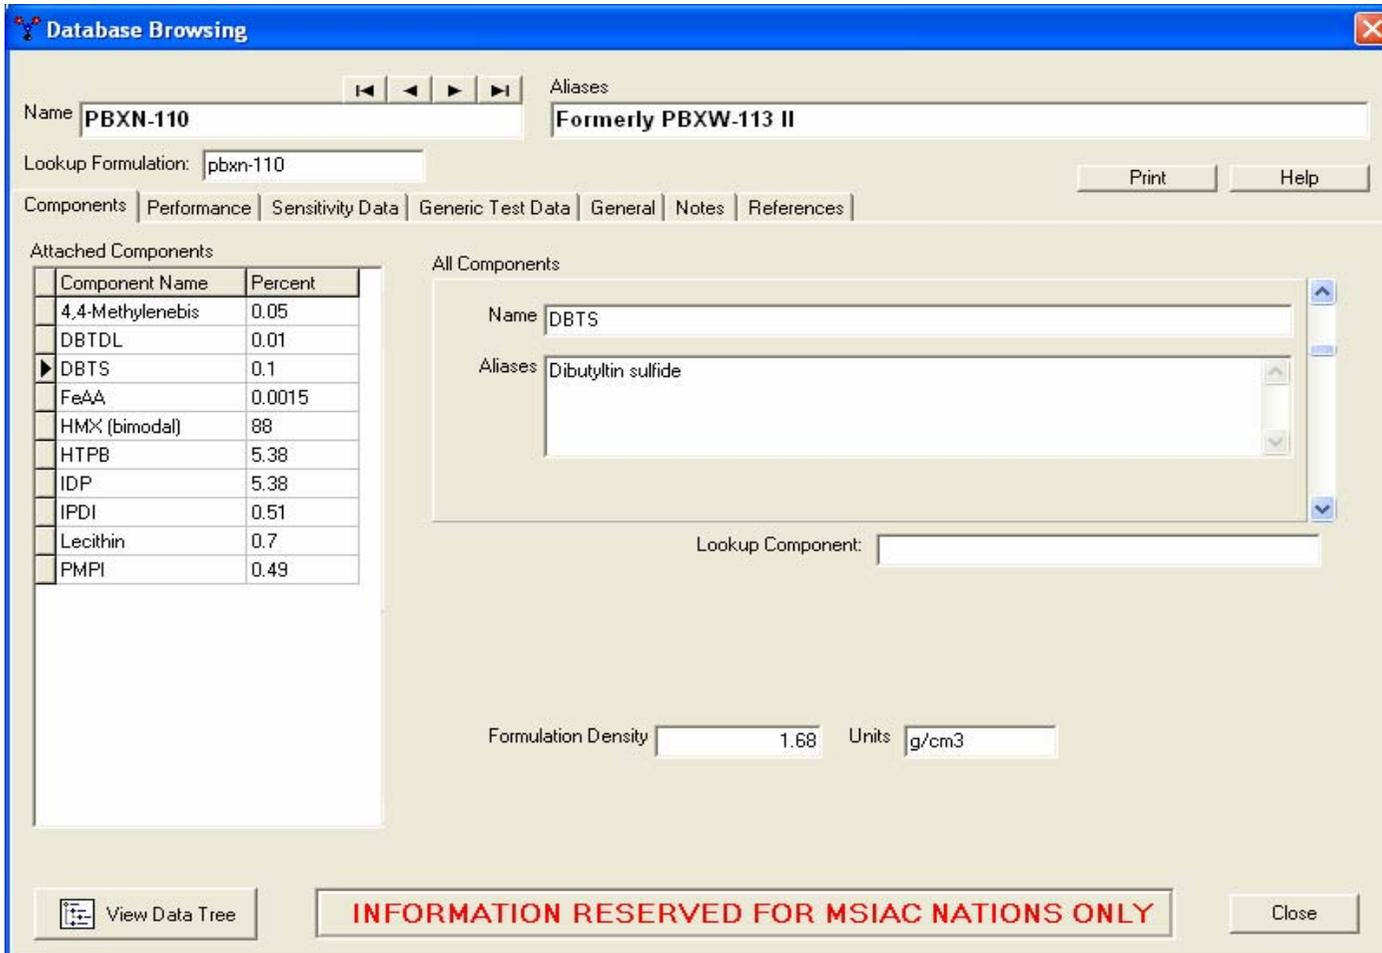 Database Browsing
Aliases
Name PBXN-110 Formerly PBXW-113 II
Lookup Formulation: pbxn-110
Print Help
Components Performance Sensitivity Data Generic Test Data General Notes References
Attached Components
All Components
Component Name Percent
4,4-Methylenebis 0.05
DBTDL 0.01
DBTS 0.1
FeAA 0.0015
HMX (bimodal) 88
HTPB 5.38
IDP 5.38
IPDI 0.51
Lecithin 0.7
PMPI 0.49
Name DBTS
Aliases Dibutyltin sulfide
Lookup Component:
Formulation Density 1.68 Units g/cm3
View Data Tree
INFORMATION RESERVED FOR MSIAC NATIONS ONLY
Close